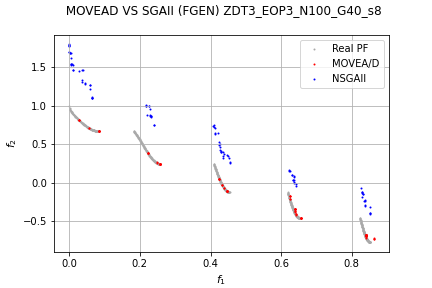 MOVEAD VS SGAII (FGEN) ZDT3_EOP3_N100_G40_s8
Real PF
MOVEA/D
NSGAII
1.5
1.0
0.5
0.0
−0.5
f₂
0.0 0.2 0.4 0.6 0.8
f₁